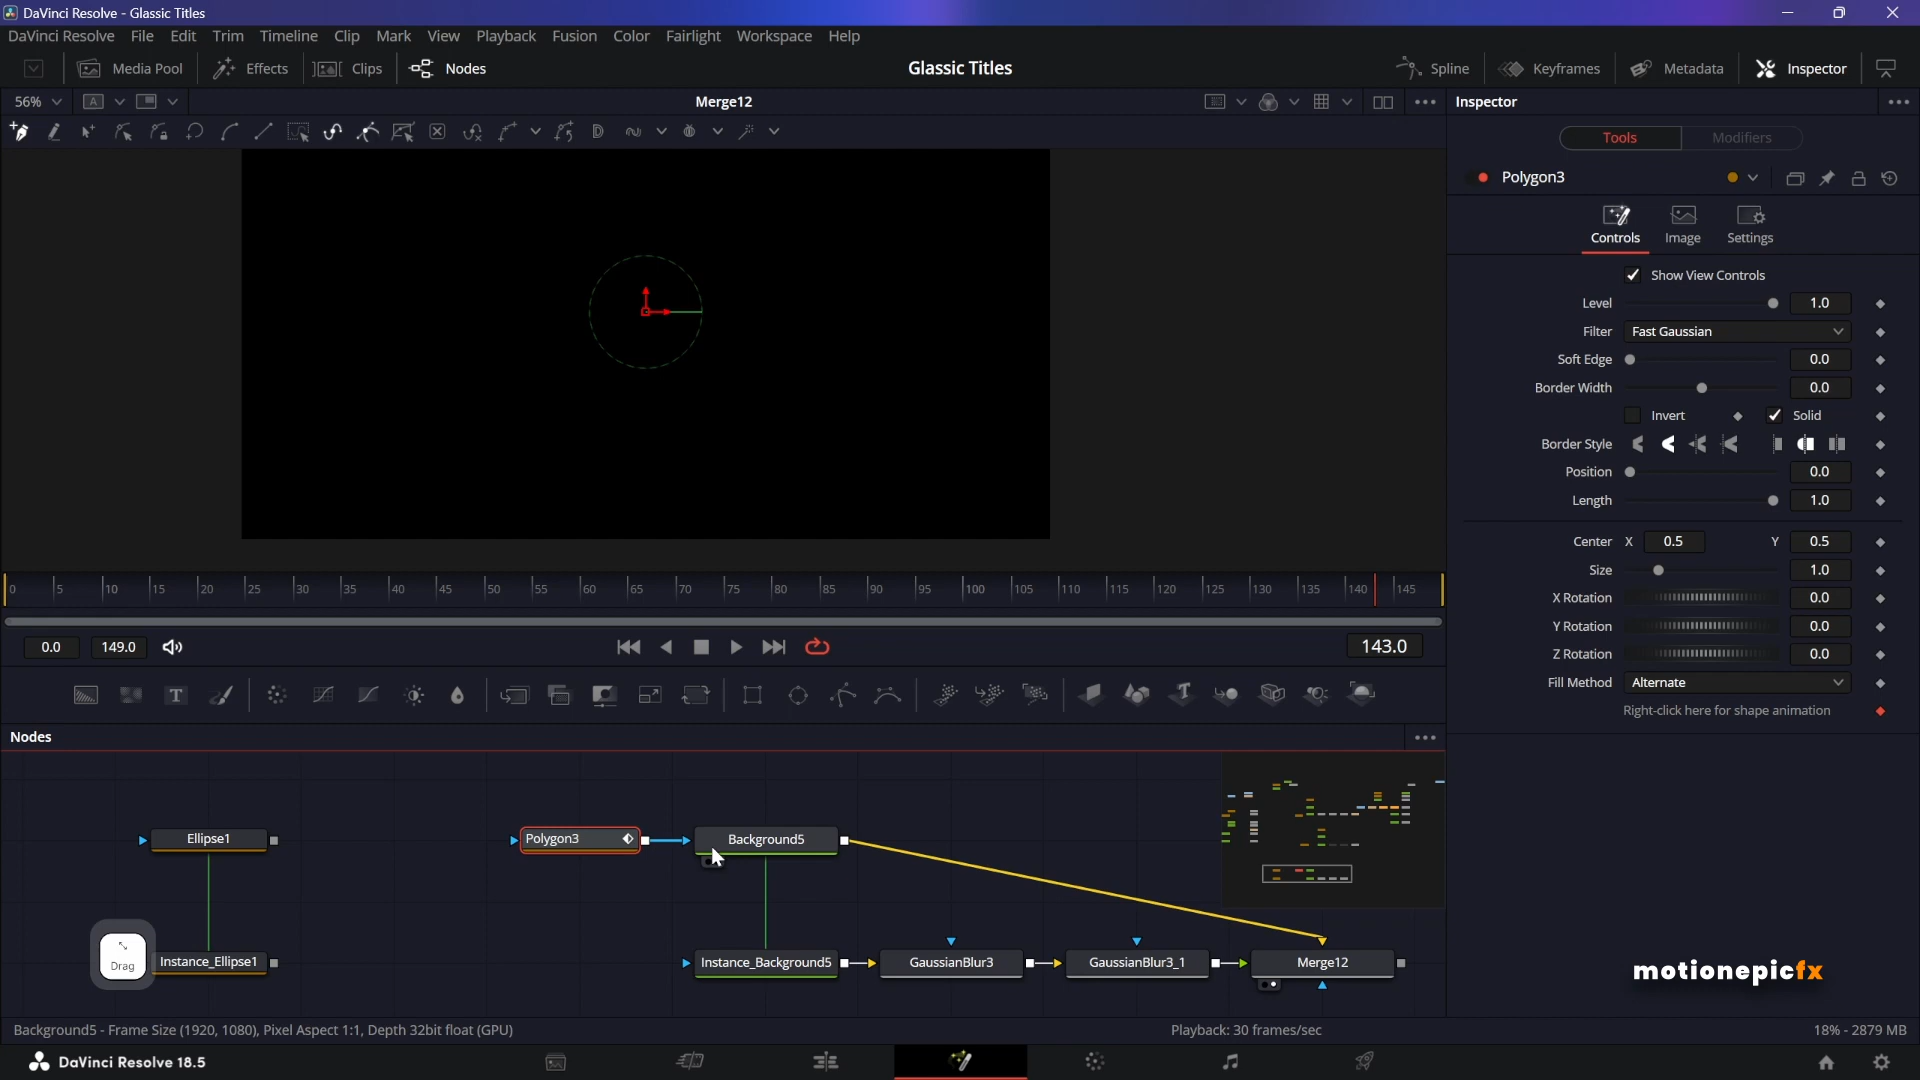 DaVinci Resolve - Glassic Titles
DaVinci Resolve File Edit Trim Timeline Clip Mark View Playback Fusion Color Fairlight Workspace Help
Media Pool Effects Clips Nodes Glassic Titles Spline Keyframes Metadata Inspector
56% A Merge12 Inspector
Tools Modifiers
Polygon3
Controls Image Settings
Show View Controls
Level 1.0
Filter Fast Gaussian
Soft Edge 0.0
Border Width 0.0
Invert Solid
Border Style
Position 0.0
Length 1.0
Center X 0.5 Y 0.5
Size 1.0
X Rotation 0.0
Y Rotation 0.0
Z Rotation 0.0
Fill Method Alternate
Right-click here for shape animation
0 5 10 15 20 25 30 35 40 45 50 55 60 65 70 75 80 85 90 95 100 105 110 115 120 125 130 135 140 145
0.0 149.0 143.0
Nodes
Ellipse1 Polygon3 Background5
Drag Instance_Ellipse1 Instance_Background5 GaussianBlur3 GaussianBlur3_1 Merge12
motionepicfx
Background5 - Frame Size (1920, 1080), Pixel Aspect 1:1, Depth 32bit float (GPU) Playback: 30 frames/sec 18% - 2879 MB
DaVinci Resolve 18.5